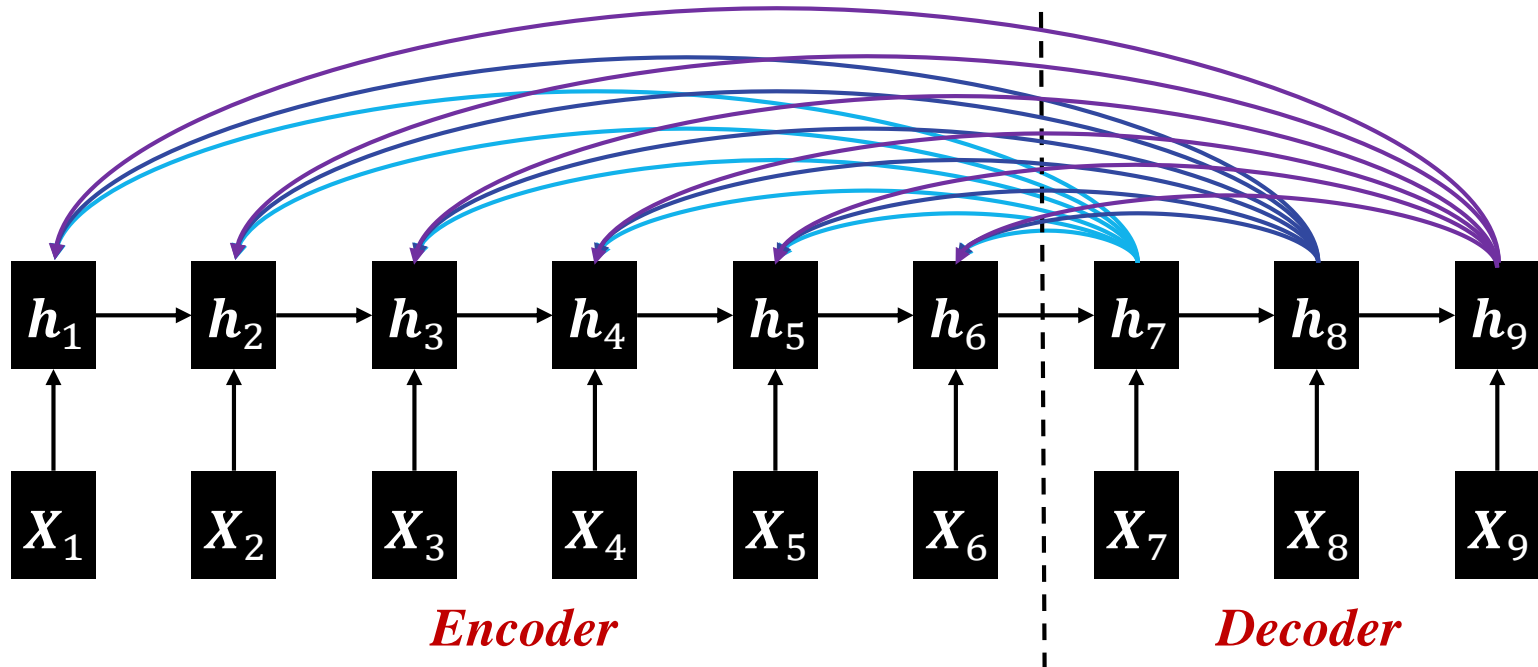 h₁ h₂ h₃ h₄ h₅ h₆ h₇ h₈ h₉
X₁ X₂ X₃ X₄ X₅ X₆ X₇ X₈ X₉
Encoder Decoder